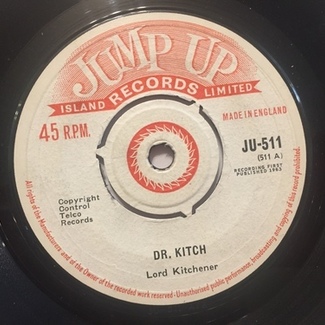 JUMP UP
RECORDS
ISLAND LIMITED
MADE IN ENGLAND
45 R.P.M.
JU-511
(511 A)
RECORDING FIRST
PUBLISHED 1963
Copyright
Control
Telco
Records
DR. KITCH
Lord Kitchener
All rights of the Manufacturers and of the Owner of the recorded work reserved - Unauthorised public performance, broadcasting and copying of this record prohibited.